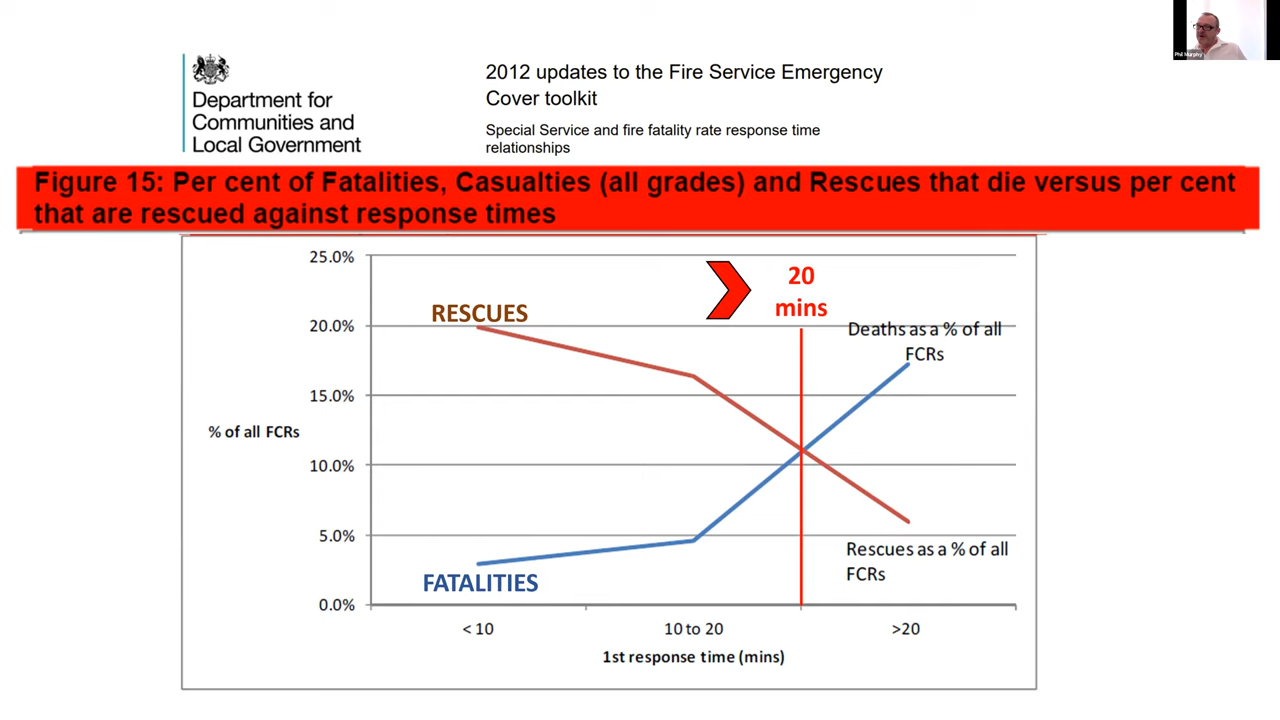 Phil Murphy
Department for
Communities and
Local Government
2012 updates to the Fire Service Emergency
Cover toolkit
Special Service and fire fatality rate response time
relationships
Figure 15: Per cent of Fatalities, Casualties (all grades) and Rescues that die versus per cent
that are rescued against response times
25.0%
20.0%
15.0%
10.0%
5.0%
0.0%
% of all FCRs
RESCUES
20
mins
Deaths as a % of all
FCRs
FATALITIES
Rescues as a % of all
FCRs
< 10
10 to 20
>20
1st response time (mins)